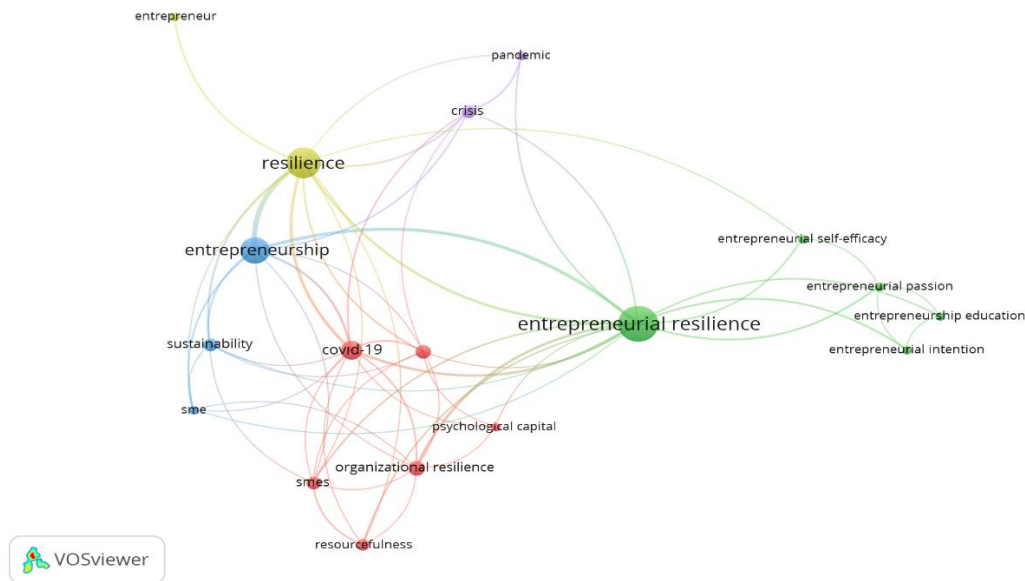 entrepreneur
pandemic
crisis
resilience
entrepreneurial self-efficacy
entrepreneurship
entrepreneurial passion
entrepreneurship education
entrepreneurial resilience
sustainability
covid-19
entrepreneurial intention
sme
psychological capital
organizational resilience
smes
resourcefulness
VOSviewer